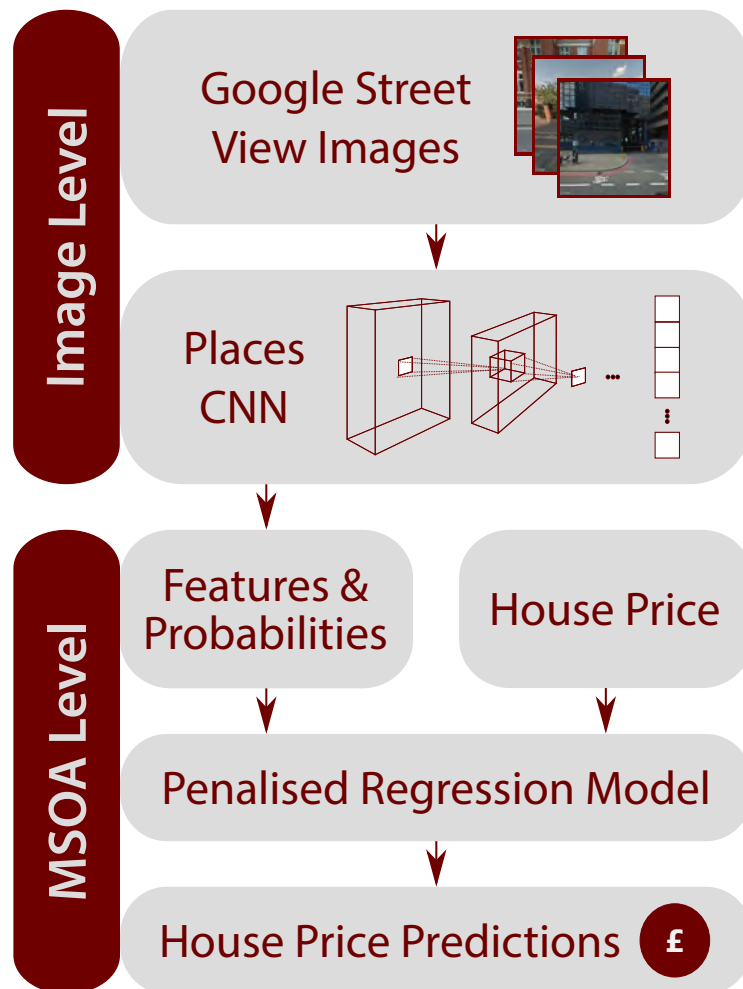 Image Level
Google Street
View Images
Places
CNN
MSOA Level
Features &
Probabilities
House Price
Penalised Regression Model
House Price Predictions
£